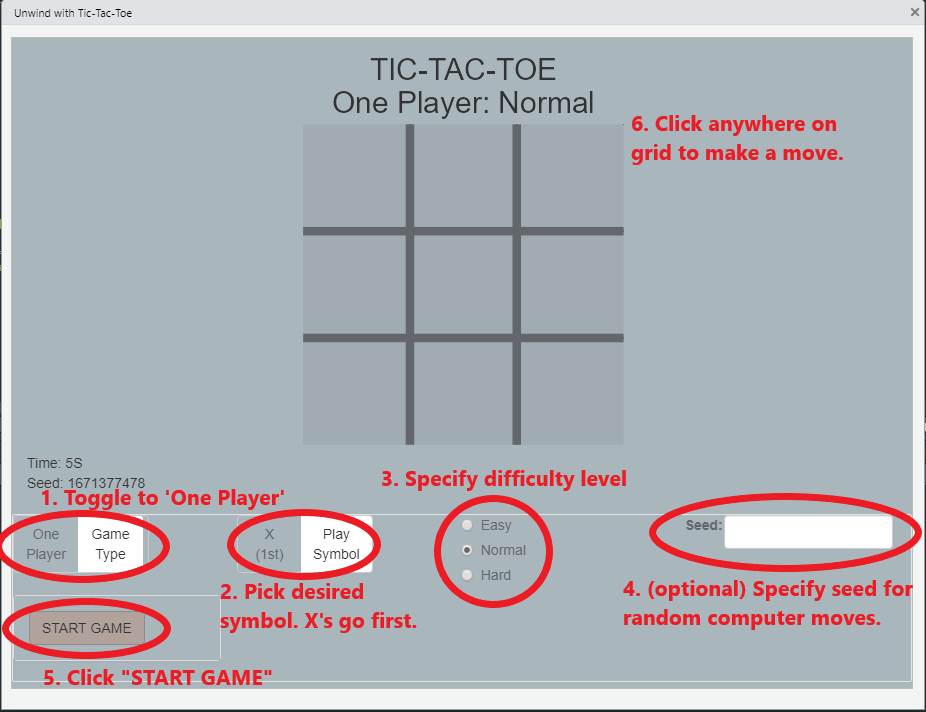 Unwind with Tic-Tac-Toe
×
TIC-TAC-TOE
One Player: Normal
6. Click anywhere on
grid to make a move.
Time: 5S
Seed: 1671377478
1. Toggle to 'One Player'
One
Player
Game
Type
X
(1st)
Play
Symbol
2. Pick desired
symbol. X's go first.
3. Specify difficulty level
Easy
Normal
Hard
Seed:
4. (optional) Specify seed for
random computer moves.
START GAME
5. Click "START GAME"